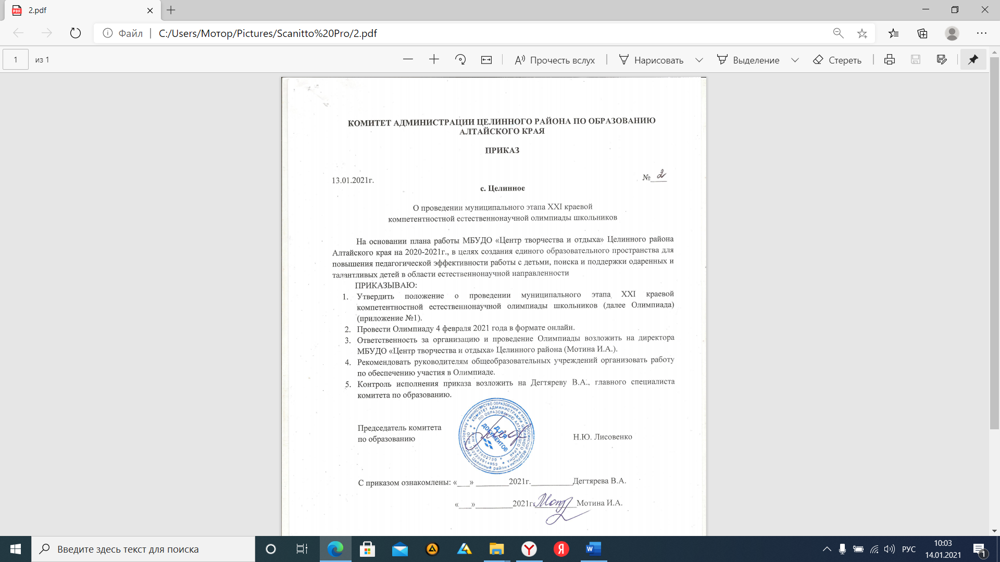 2.pdf
Файл
C:/Users/Мотор/Pictures/Scanitto%20Pro/2.pdf
1 из 1
Прочесть вслух
Нарисовать
Выделение
Стереть
КОМИТЕТ АДМИНИСТРАЦИИ ЦЕЛИННОГО РАЙОНА ПО ОБРАЗОВАНИЮ
АЛТАЙСКОГО КРАЯ
ПРИКАЗ
13.01.2021г. № 2
с. Целинное
О проведении муниципального этапа XXI краевой
компетентностной естественнонаучной олимпиады школьников
На основании плана работы МБУДО «Центр творчества и отдыха» Целинного района
Алтайского края на 2020-2021г., в целях создания единого образовательного пространства для
повышения педагогической эффективности работы с детьми, поиска и поддержки одаренных и
талантливых детей в области естественнонаучной направленности
ПРИКАЗЫВАЮ:
1. Утвердить положение о проведении муниципального этапа XXI краевой
компетентностной естественнонаучной олимпиады школьников (далее Олимпиада)
(приложение №1).
2. Провести Олимпиаду 4 февраля 2021 года в формате онлайн.
3. Ответственность за организацию и проведение Олимпиады возложить на директора
МБУДО «Центр творчества и отдыха» Целинного района (Мотина И.А.).
4. Рекомендовать руководителям общеобразовательных учреждений организовать работу
по обеспечению участия в Олимпиаде.
5. Контроль исполнения приказа возложить на Дегтяреву В.А., главного специалиста
комитета по образованию.
Председатель комитета
по образованию
Н.Ю. Лисовенко
ДЛЯ
ДОКУМЕНТОВ
С приказом ознакомлены: «___» ________2021г.__________Дегтярева В.А.
«___»_________2021г__________Мотина И.А.
Введите здесь текст для поиска
РУС
10:03
14.01.2021
1